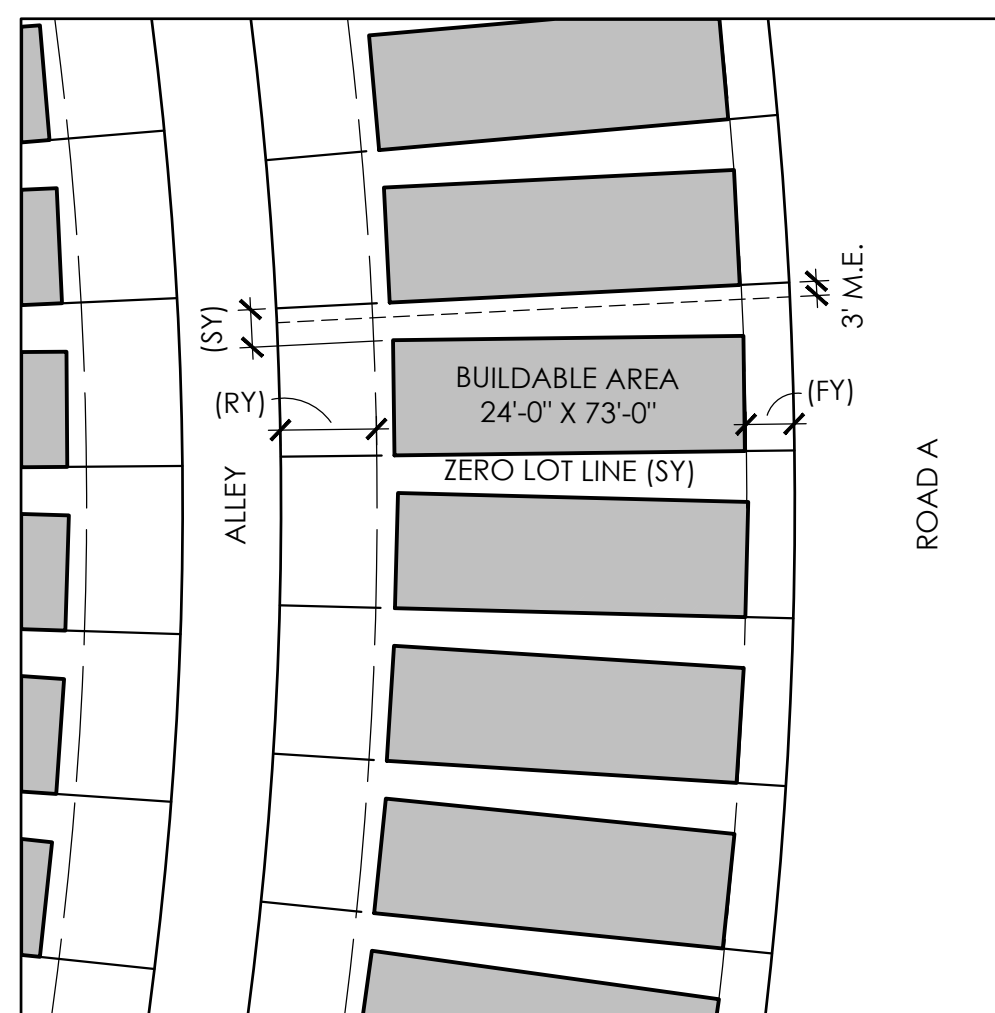 3' M.E.
(SY)
BUILDABLE AREA
24'-0" X 73'-0"
(RY)
(FY)
ZERO LOT LINE (SY)
ALLEY
ROAD A